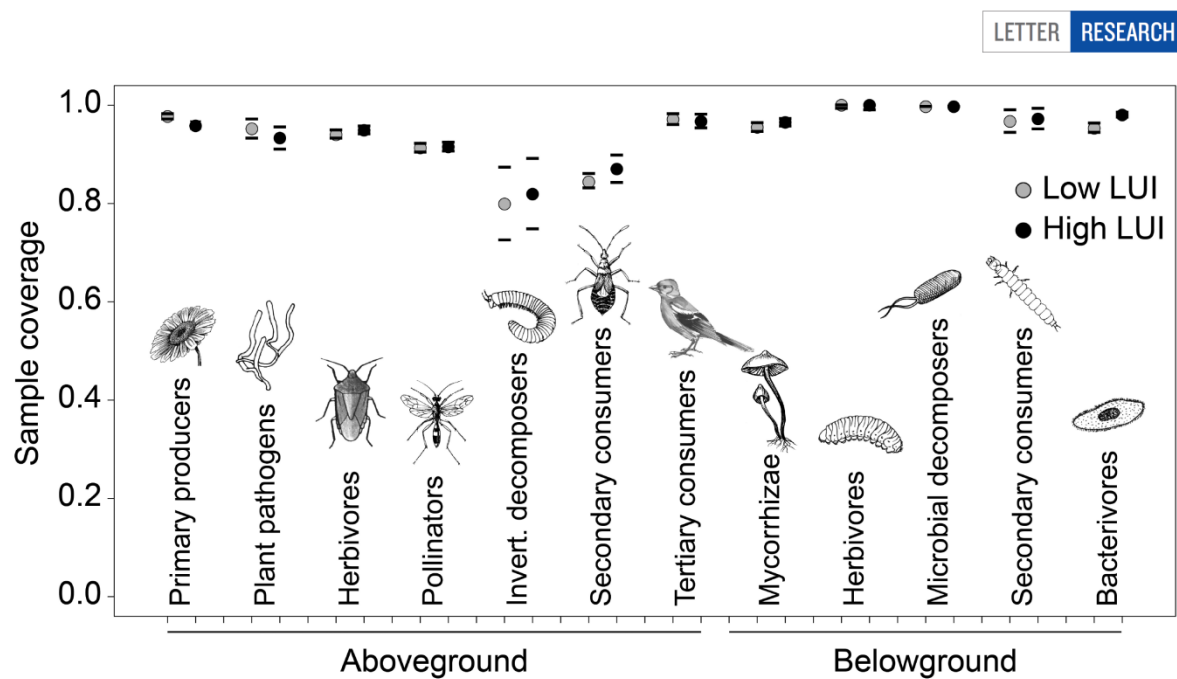 LETTER RESEARCH
Sample coverage
1.0
0.8
0.6
0.4
0.2
0.0
Low LUI
High LUI
Primary producers
Plant pathogens
Herbivores
Pollinators
Invert. decomposers
Secondary consumers
Tertiary consumers
Mycorrhizae
Herbivores
Microbial decomposers
Secondary consumers
Bacterivores
Aboveground
Belowground